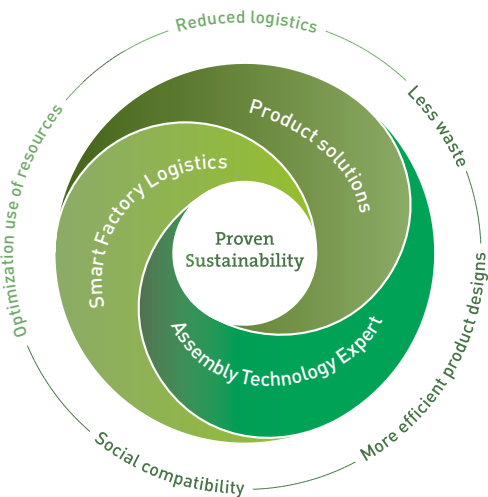 Reduced logistics
Less waste
More efficient product designs
Social compatibility
Optimization use of resources
Product solutions
Smart Factory Logistics
Assembly Technology Expert
Proven
Sustainability